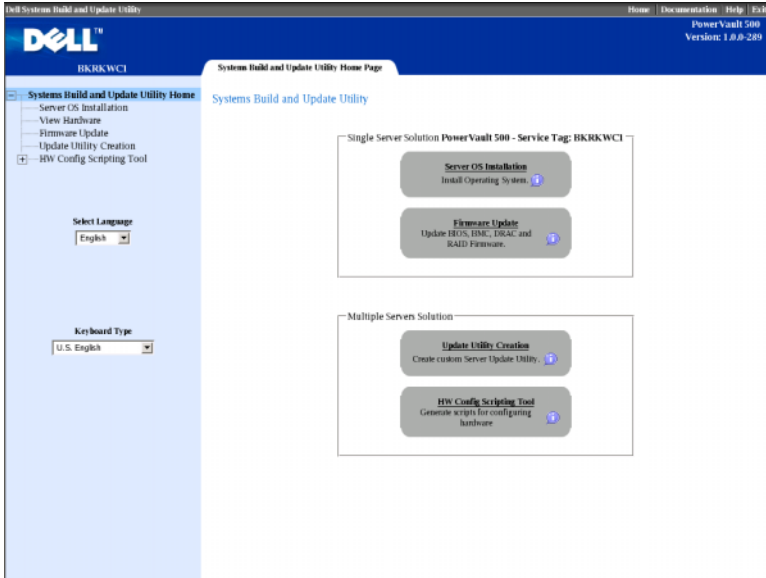 Dell Systems Build and Update Utility
Home Documentation Help Exit
PowerVault 500
Version: 1.0.0-289
DELL™
BKRKWC1
Systems Build and Update Utility Home Page
Systems Build and Update Utility Home
Server OS Installation
View Hardware
Firmware Update
Update Utility Creation
HW Config Scripting Tool
Select Language
English
Keyboard Type
U.S. English
Systems Build and Update Utility
Single Server Solution PowerVault 500 - Service Tag: BKRKWC1
Server OS Installation
Install Operating System.
Firmware Update
Update BIOS, BMC, DRAC and
RAID Firmware.
Multiple Servers Solution
Update Utility Creation
Create custom Server Update Utility.
HW Config Scripting Tool
Generate scripts for configuring
hardware